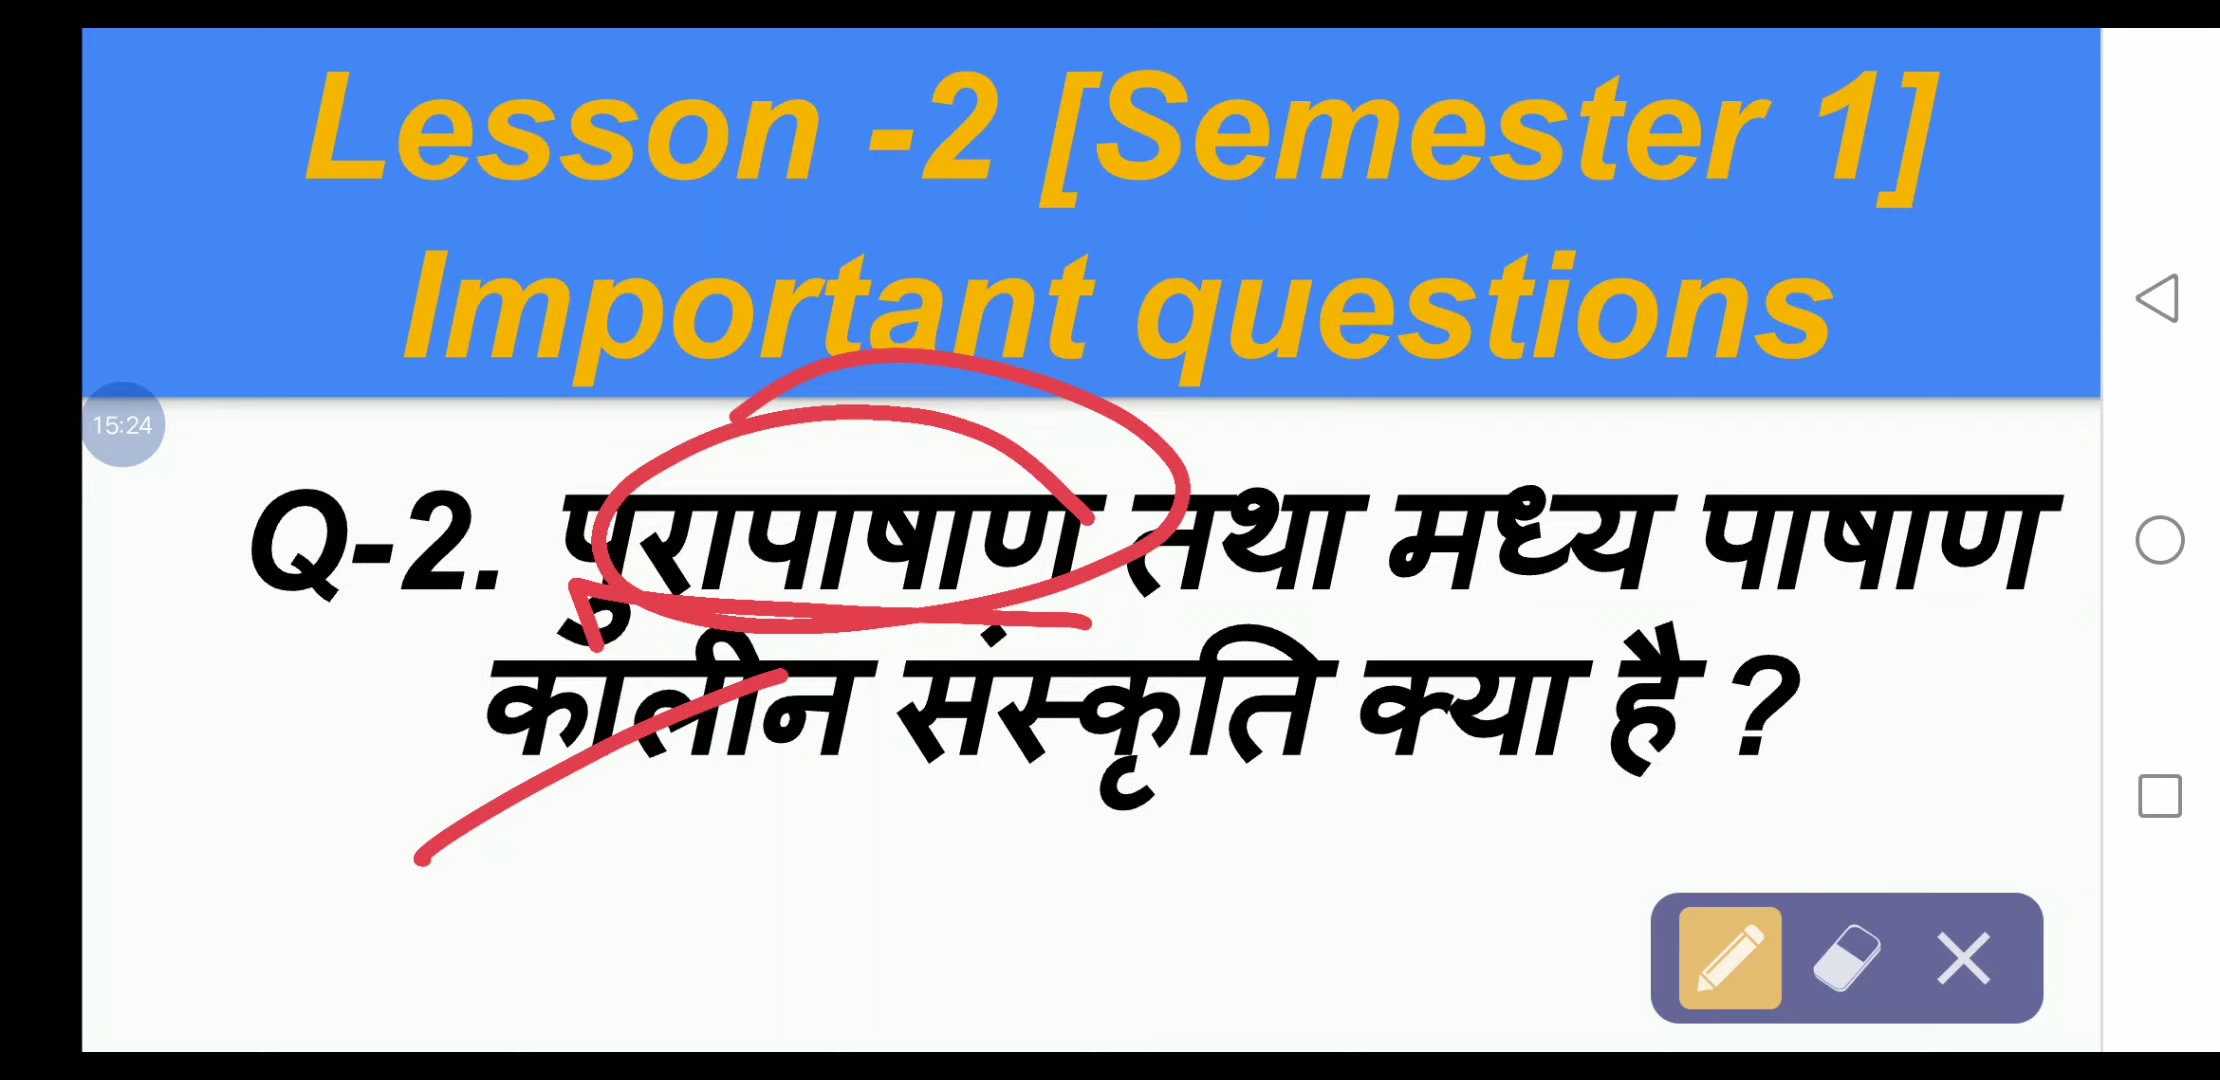 Lesson -2 [Semester 1]
Important questions
15:24
Q-2. पुरापाषाण तथा मध्य पाषाण
कालीन संस्कृति क्या है ?